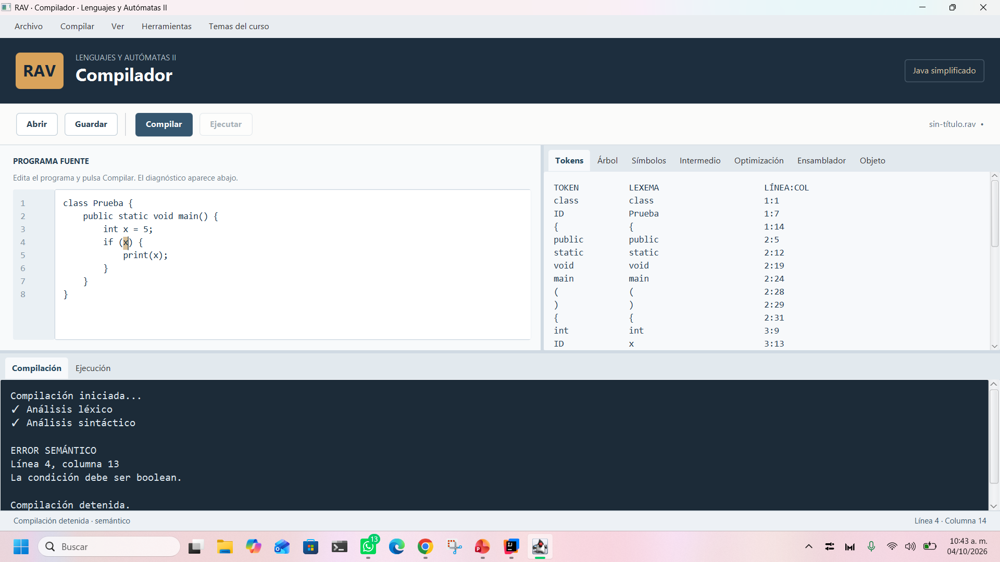 RAV · Compilador · Lenguajes y Autómatas II
Archivo Compilar Ver Herramientas Temas del curso
RAV
LENGUAJES Y AUTÓMATAS II
Compilador
Java simplificado
Abrir Guardar Compilar Ejecutar
sin-título.rav •
PROGRAMA FUENTE
Edita el programa y pulsa Compilar. El diagnóstico aparece abajo.
1 class Prueba {
2 public static void main() {
3 int x = 5;
4 if (x) {
5 print(x);
6 }
7 }
8 }
Tokens Árbol Símbolos Intermedio Optimización Ensamblador Objeto
TOKEN LEXEMA LÍNEA:COL
class class 1:1
ID Prueba 1:7
{ { 1:14
public public 2:5
static static 2:12
void void 2:19
main main 2:24
( ( 2:28
) ) 2:29
{ { 2:31
int int 3:9
ID x 3:13
Compilación Ejecución
Compilación iniciada...
✓ Análisis léxico
✓ Análisis sintáctico
ERROR SEMÁNTICO
Línea 4, columna 13
La condición debe ser boolean.
Compilación detenida.
Compilación detenida · semántico
Línea 4 · Columna 14
Buscar
13
10:43 a. m.
04/10/2026